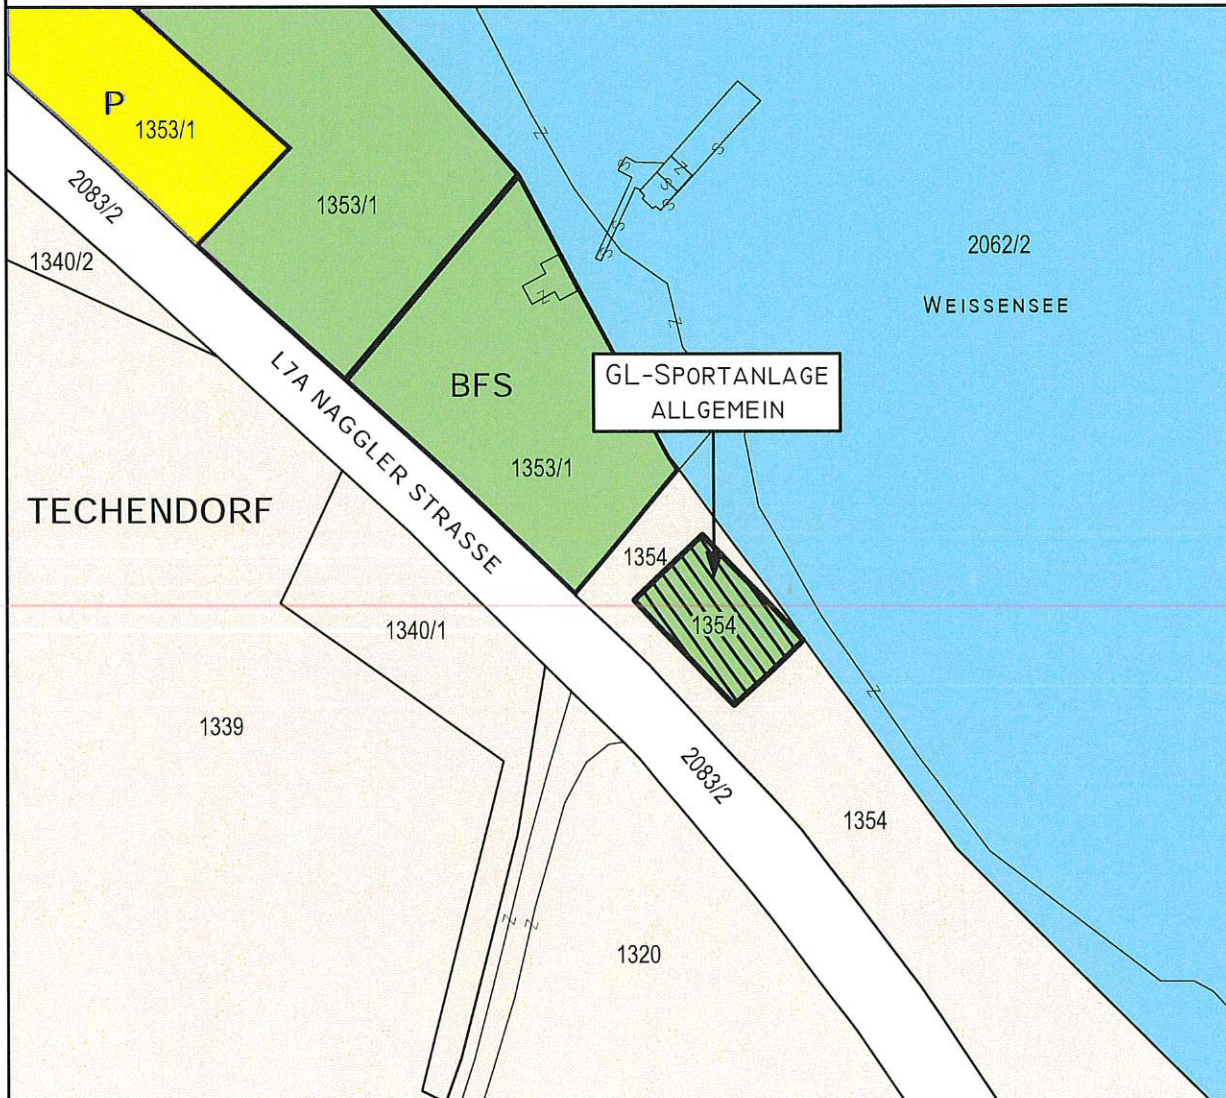 P
1353/1
2083/2
1353/1
1340/2
2062/2
WEISSENSEE
L7A NAGGLER STRASSE
BFS
GL-SPORTANLAGE
ALLGEMEIN
1353/1
TECHENDORF
1354
1354
1340/1
1339
2083/2
1354
1320